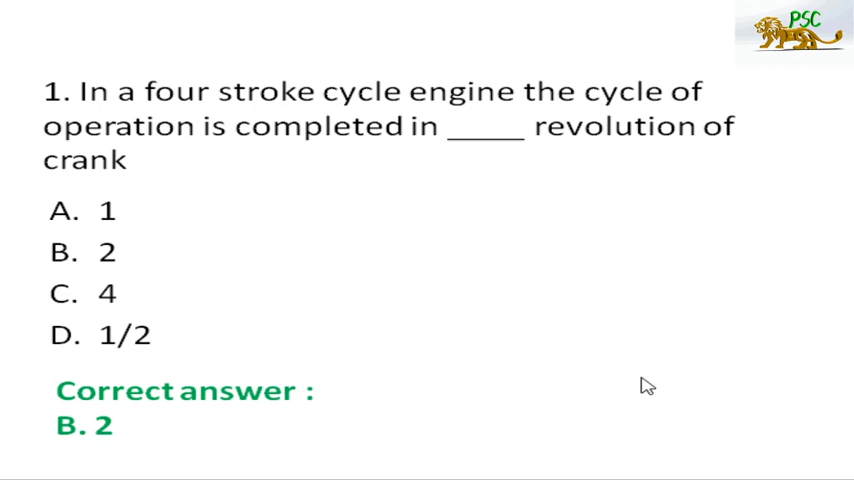 PSC
1. In a four stroke cycle engine the cycle of
operation is completed in _____ revolution of
crank
A. 1
B. 2
C. 4
D. 1/2
Correct answer :
B. 2